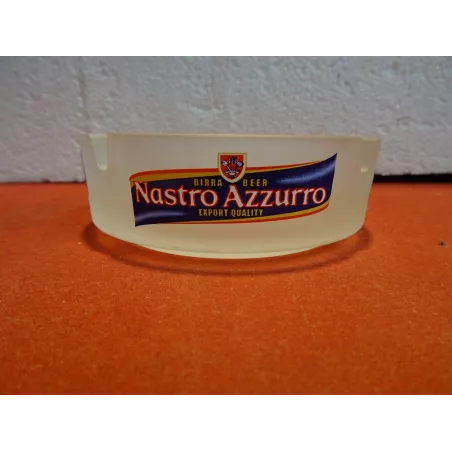 BIRRA BEER
Nastro Azzurro
EXPORT QUALITY